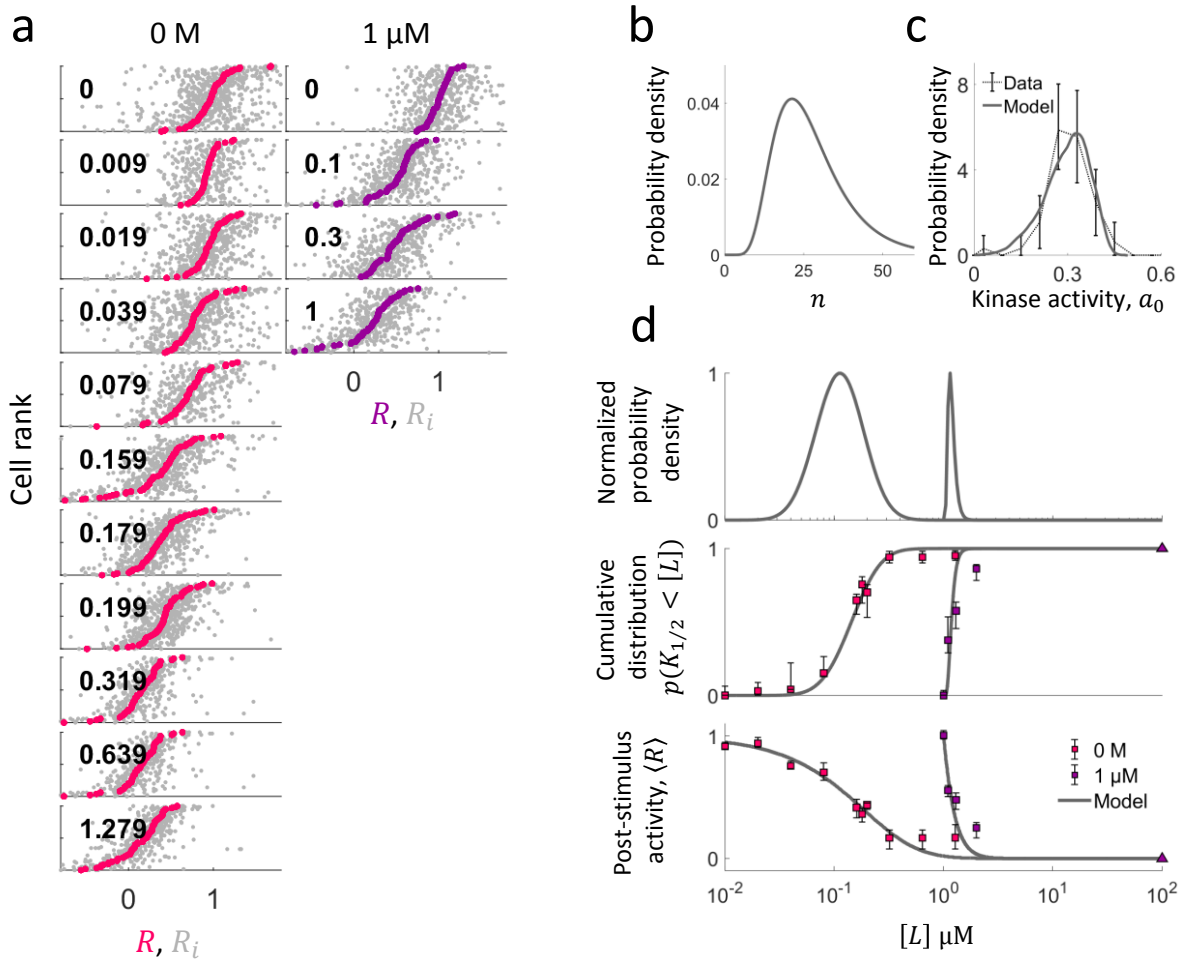 a
0 M
1 µM
0
0.009
0.019
0.039
0.079
0.159
0.179
0.199
0.319
0.639
1.279
0
0.1
0.3
1
Cell rank
0 1
R, Rᵢ
0 1
R, Rᵢ
b
Probability density
0.04
0.02
0
0 25 50
n
c
Probability density
8
4
0
Data
Model
0 0.3 0.6
Kinase activity, a₀
d
Normalized
probability
density
1
0
Cumulative
distribution
p(K₁/₂ < [L])
1
0
Post-stimulus
activity, ⟨R⟩
1
0
0 M
1 µM
Model
10⁻² 10⁻¹ 10⁰ 10¹ 10²
[L] µM